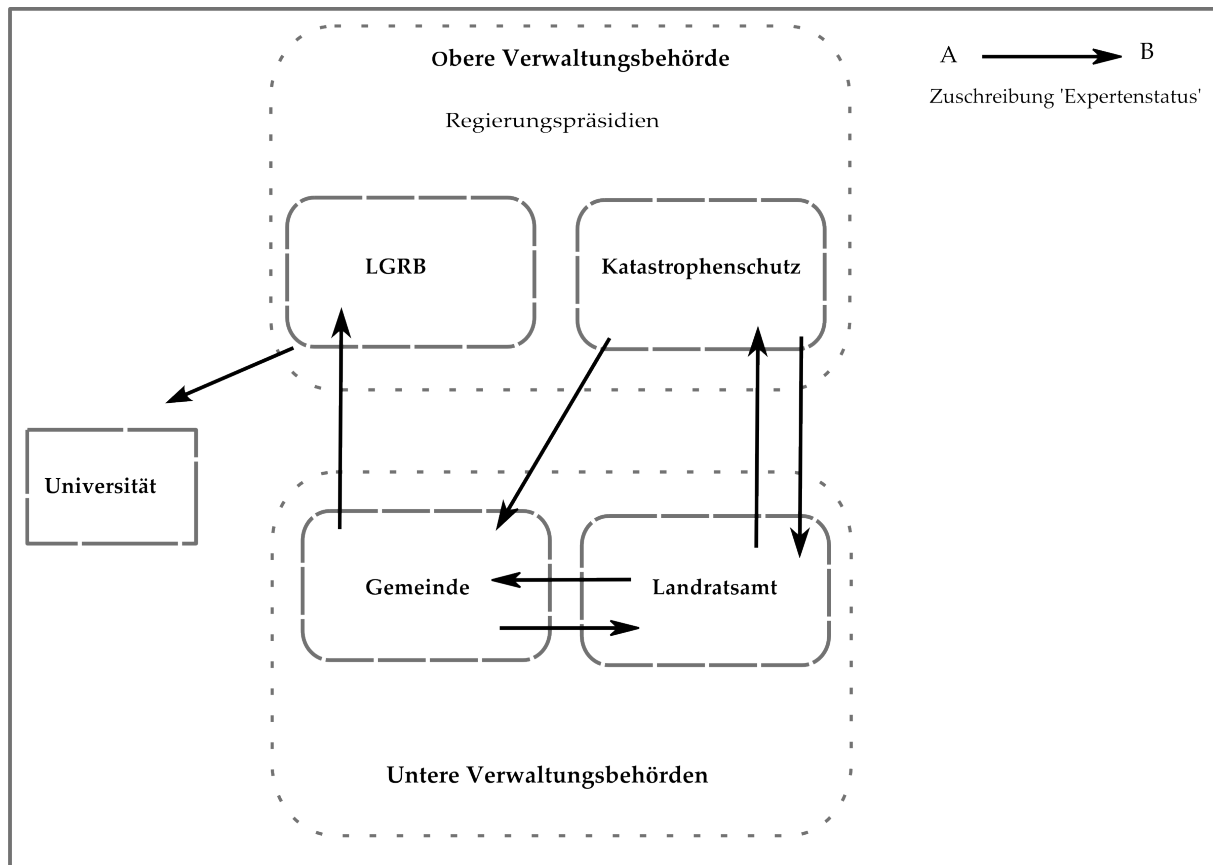 Obere Verwaltungsbehörde
A
B
Regierungspräsidien
Zuschreibung 'Expertenstatus'
LGRB
Katastrophenschutz
Universität
Gemeinde
Landratsamt
Untere Verwaltungsbehörden